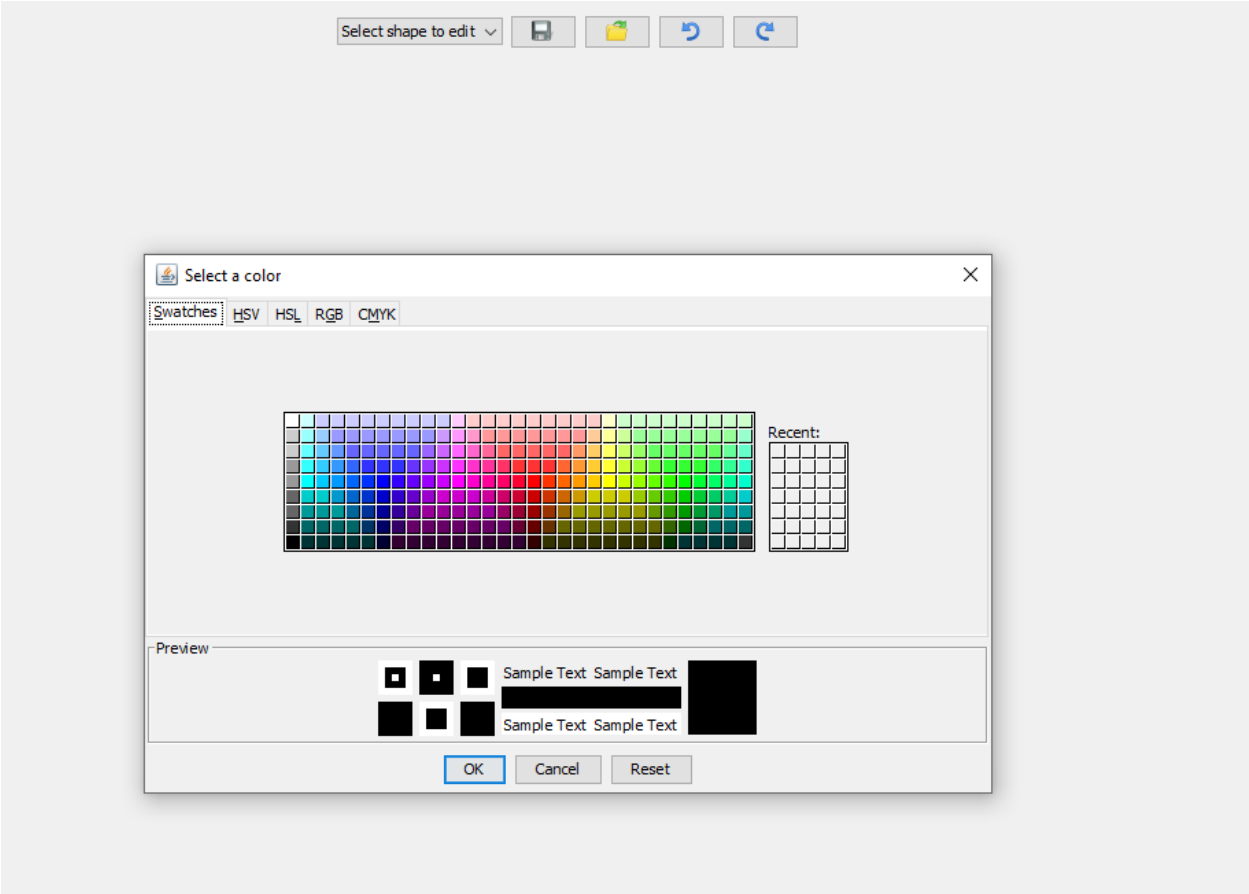 Select shape to edit
Select a color
Swatches HSV HSL RGB CMYK
Recent:
Preview
Sample Text Sample Text
Sample Text Sample Text
OK Cancel Reset